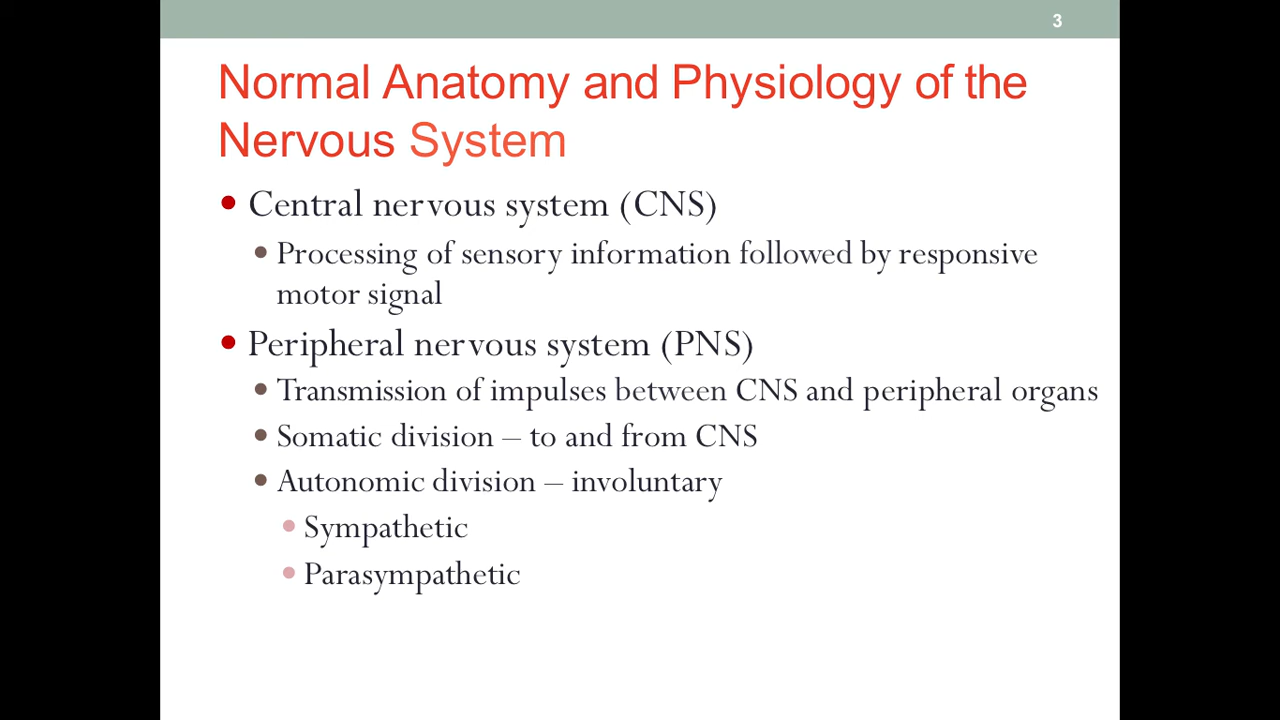 3
Normal Anatomy and Physiology of the
Nervous System
• Central nervous system (CNS)
• Processing of sensory information followed by responsive
motor signal
• Peripheral nervous system (PNS)
• Transmission of impulses between CNS and peripheral organs
• Somatic division – to and from CNS
• Autonomic division – involuntary
• Sympathetic
• Parasympathetic